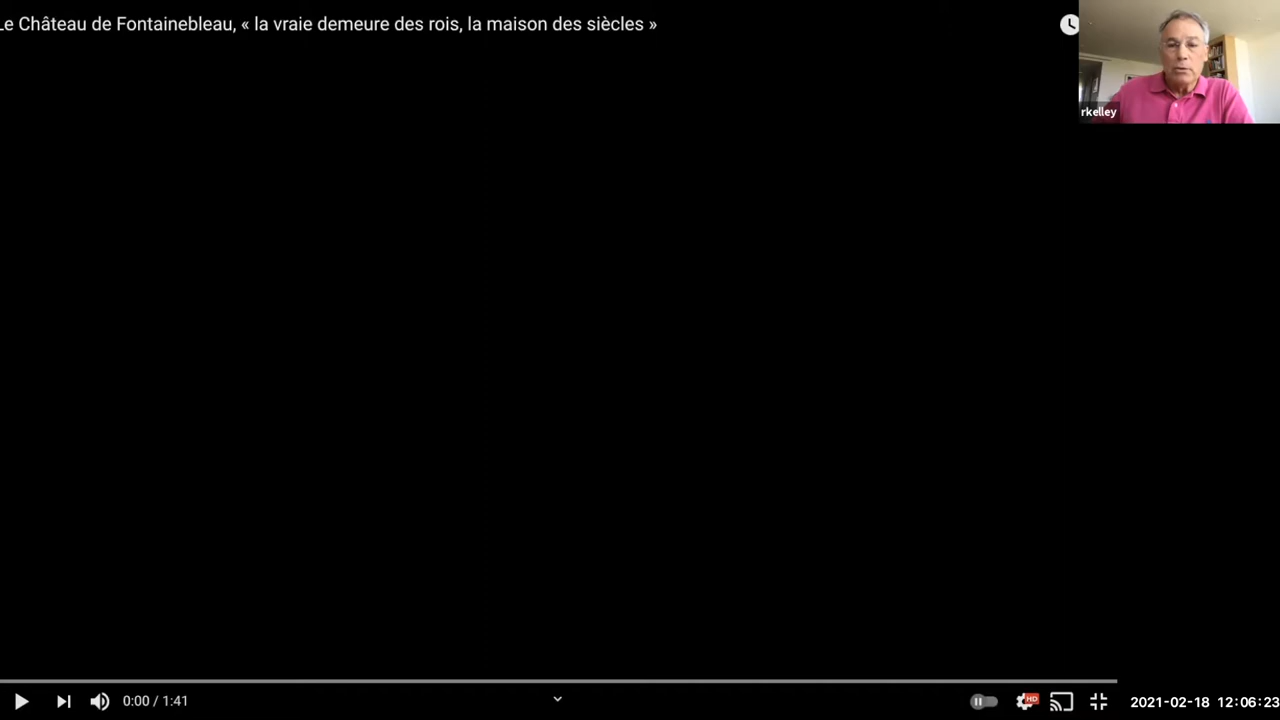 Le Château de Fontainebleau, « la vraie demeure des rois, la maison des siècles »
rkelley
0:00 / 1:41
HD
2021-02-18 12:06:23